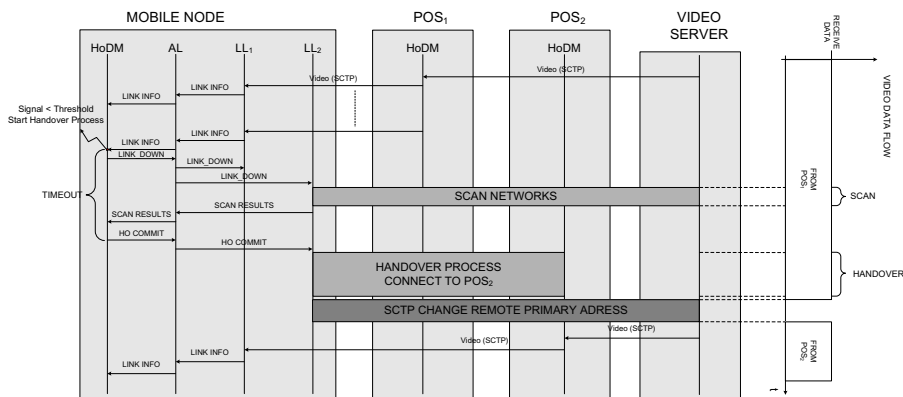 MOBILE NODE
POS1
POS2
VIDEO
SERVER
HoDM
AL
LL1
LL2
HoDM
HoDM
RECEIVE
DATA
VIDEO DATA FLOW
Video (SCTP)
Video (SCTP)
LINK INFO
LINK INFO
Signal < Threshold
Start Handover Process
LINK INFO
LINK INFO
LINK_DOWN
LINK_DOWN
LINK_DOWN
TIMEOUT
SCAN NETWORKS
FROM
POS1
SCAN
SCAN RESULTS
SCAN RESULTS
HO COMMIT
HO COMMIT
HANDOVER PROCESS
CONNECT TO POS2
HANDOVER
SCTP CHANGE REMOTE PRIMARY ADRESS
Video (SCTP)
Video (SCTP)
LINK INFO
LINK INFO
FROM
POS2